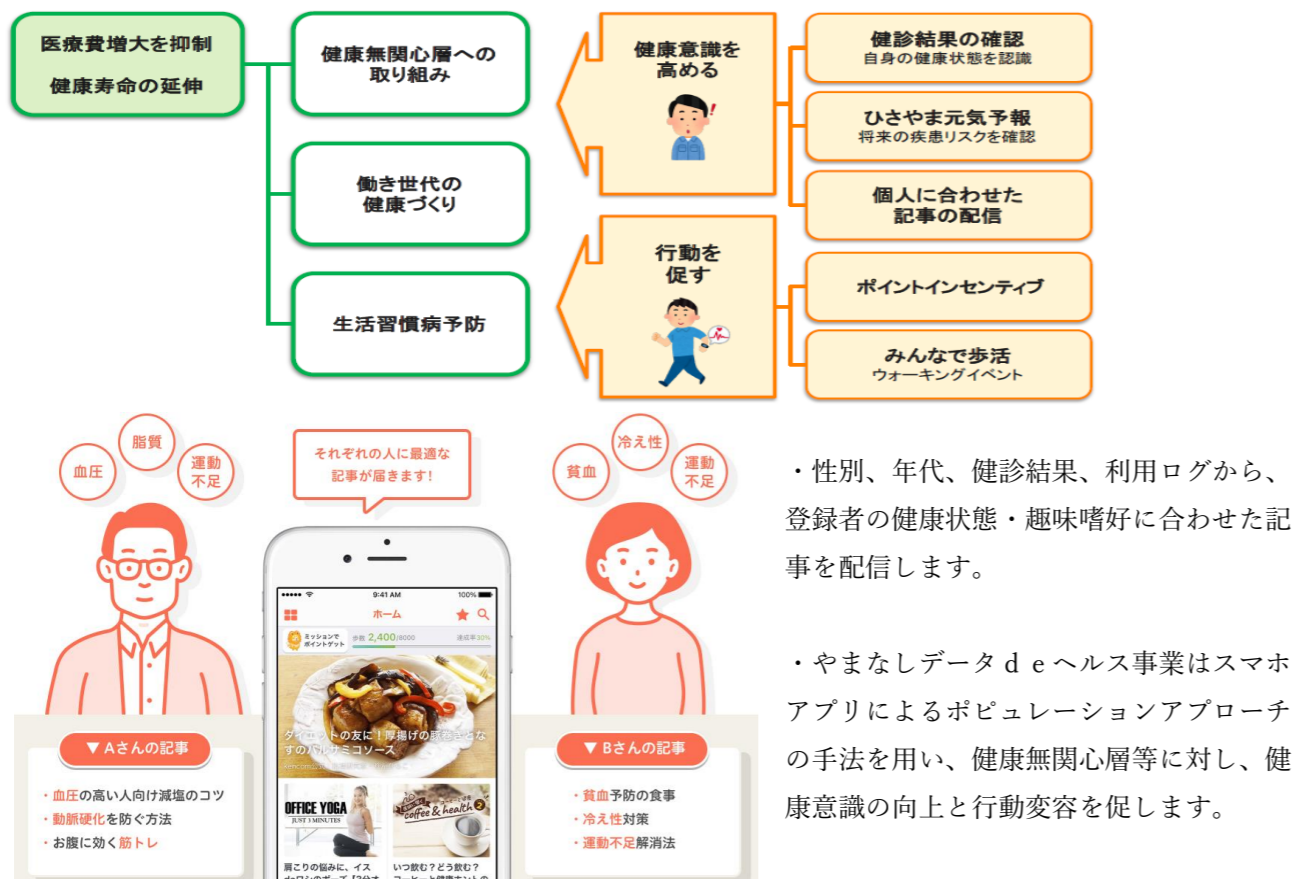 医療費増大を抑制
健康寿命の延伸
健康無関心層への
取り組み
働き世代の
健康づくり
生活習慣病予防
健康意識を
高める
行動を
促す
健診結果の確認
自身の健康状態を認識
ひさやま元気予報
将来の疾患リスクを確認
個人に合わせた
記事の配信
ポイントインセンティブ
みんなで歩活
ウォーキングイベント
血圧
脂質
運動
不足
それぞれの人に最適な
記事が届きます!
貧血
冷え性
運動
不足
9:41 AM
100%
ホーム
ミッションで
ポイントゲット
歩数 2,400/8000
達成率30%
ダイエットの友に!厚揚げの豚巻きとな
すのバルサミコソース
OFFICE YOGA
JUST 3 MINUTES
coffee & health 2
肩こりの悩みに、イス
いつ飲む?どう飲む?
▼ Aさんの記事
・血圧の高い人向け減塩のコツ
・動脈硬化を防ぐ方法
・お腹に効く筋トレ
▼ Bさんの記事
・貧血予防の食事
・冷え性対策
・運動不足解消法
・性別、年代、健診結果、利用ログから、
登録者の健康状態・趣味嗜好に合わせた記
事を配信します。
・やまなしデータｄｅヘルス事業はスマホ
アプリによるポピュレーションアプローチ
の手法を用い、健康無関心層等に対し、健
康意識の向上と行動変容を促します。